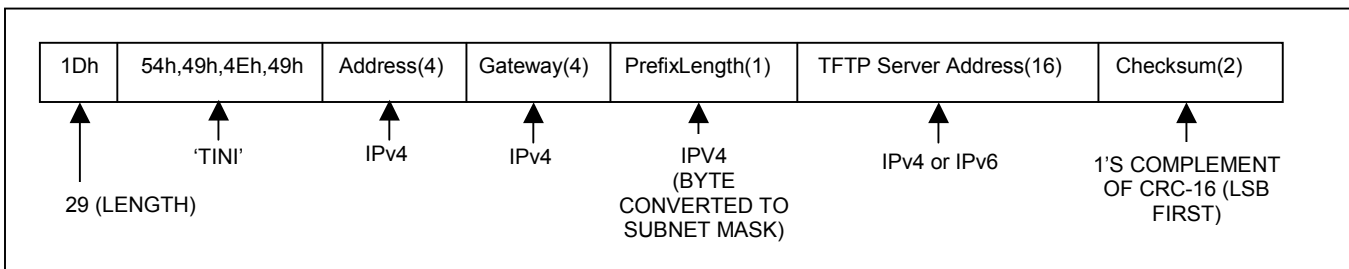 1Dh 54h,49h,4Eh,49h Address(4) Gateway(4) PrefixLength(1) TFTP Server Address(16) Checksum(2)
29 (LENGTH)
‘TINI’
IPv4
IPv4
IPV4
(BYTE
CONVERTED TO
SUBNET MASK)
IPv4 or IPv6
1’S COMPLEMENT
OF CRC-16 (LSB
FIRST)